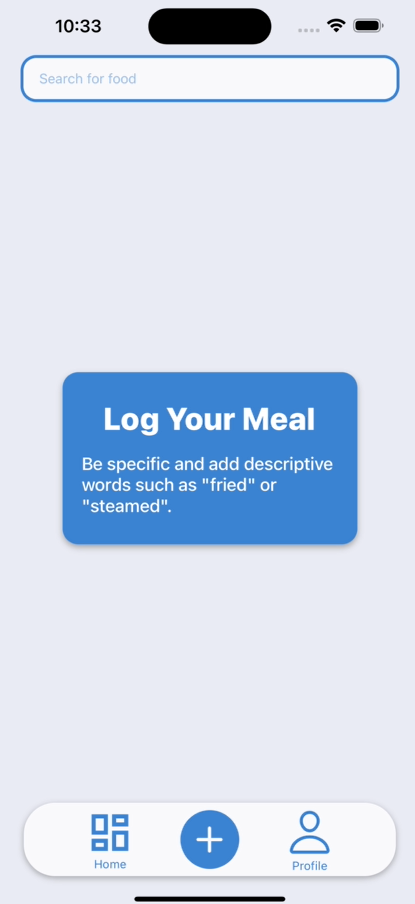 10:33
Search for food
Log Your Meal
Be specific and add descriptive
words such as "fried" or
"steamed".
Home
Profile